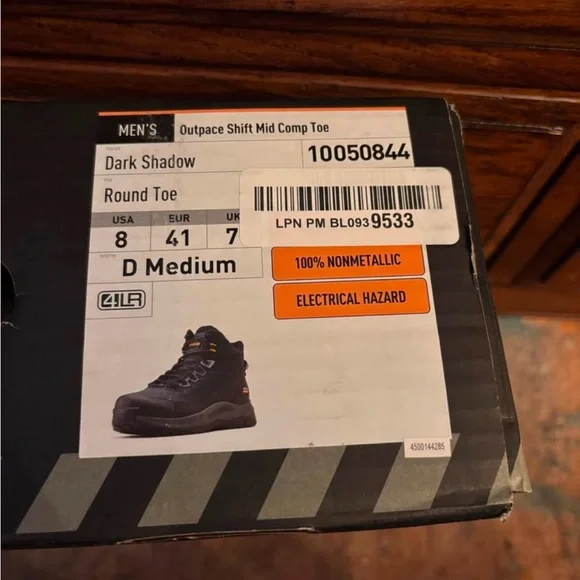 MEN'S Outpace Shift Mid Comp Toe
Dark Shadow 10050844
Round Toe
USA EUR UK
8 41 7
LPN PM BL0939533
D Medium
100% NONMETALLIC
ELECTRICAL HAZARD
4LR
4500144285